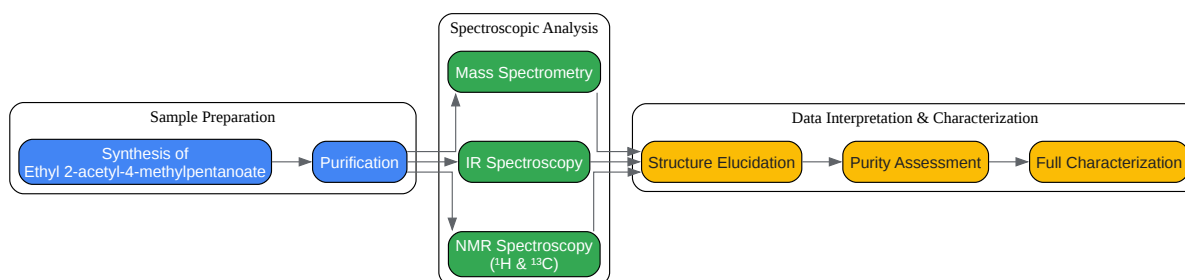 Sample Preparation
Synthesis of
Ethyl 2-acetyl-4-methylpentanoate
Purification
Spectroscopic Analysis
Mass Spectrometry
IR Spectroscopy
NMR Spectroscopy
(¹H & ¹³C)
Data Interpretation & Characterization
Structure Elucidation
Purity Assessment
Full Characterization